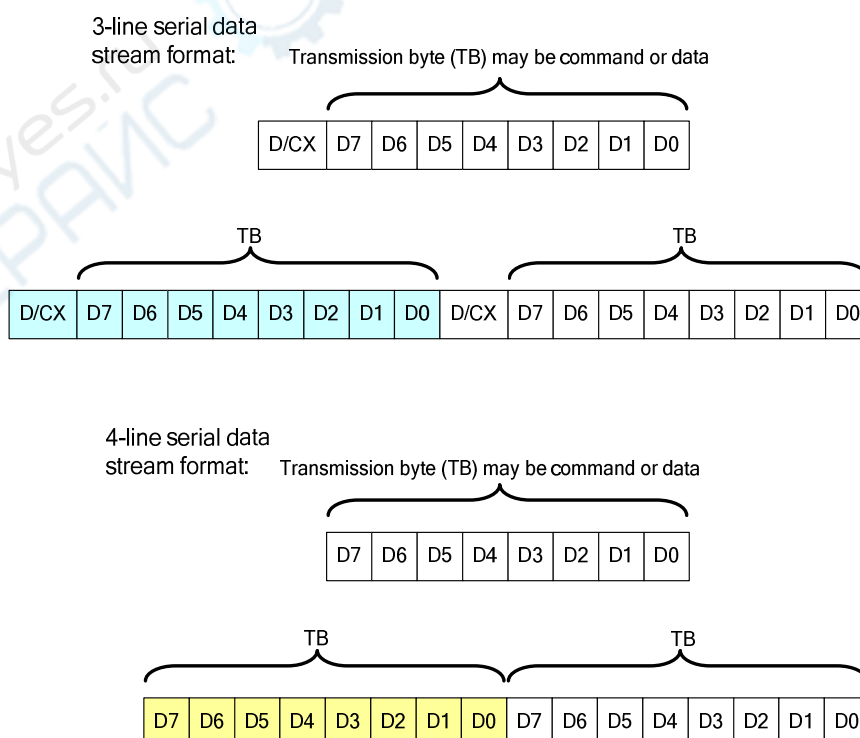 3-line serial data
stream format:
Transmission byte (TB) may be command or data
D/CX D7 D6 D5 D4 D3 D2 D1 D0
TB TB
D/CX D7 D6 D5 D4 D3 D2 D1 D0 D/CX D7 D6 D5 D4 D3 D2 D1 D0
4-line serial data
stream format:
Transmission byte (TB) may be command or data
D7 D6 D5 D4 D3 D2 D1 D0
TB TB
D7 D6 D5 D4 D3 D2 D1 D0 D7 D6 D5 D4 D3 D2 D1 D0